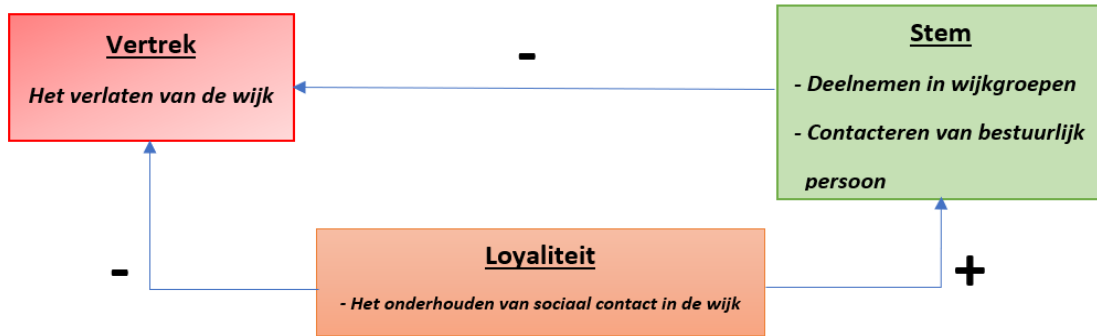 Vertrek
Het verlaten van de wijk
-
Stem
- Deelnemen in wijkgroepen
- Contacteren van bestuurlijk
persoon
-
Loyaliteit
- Het onderhouden van sociaal contact in de wijk
+